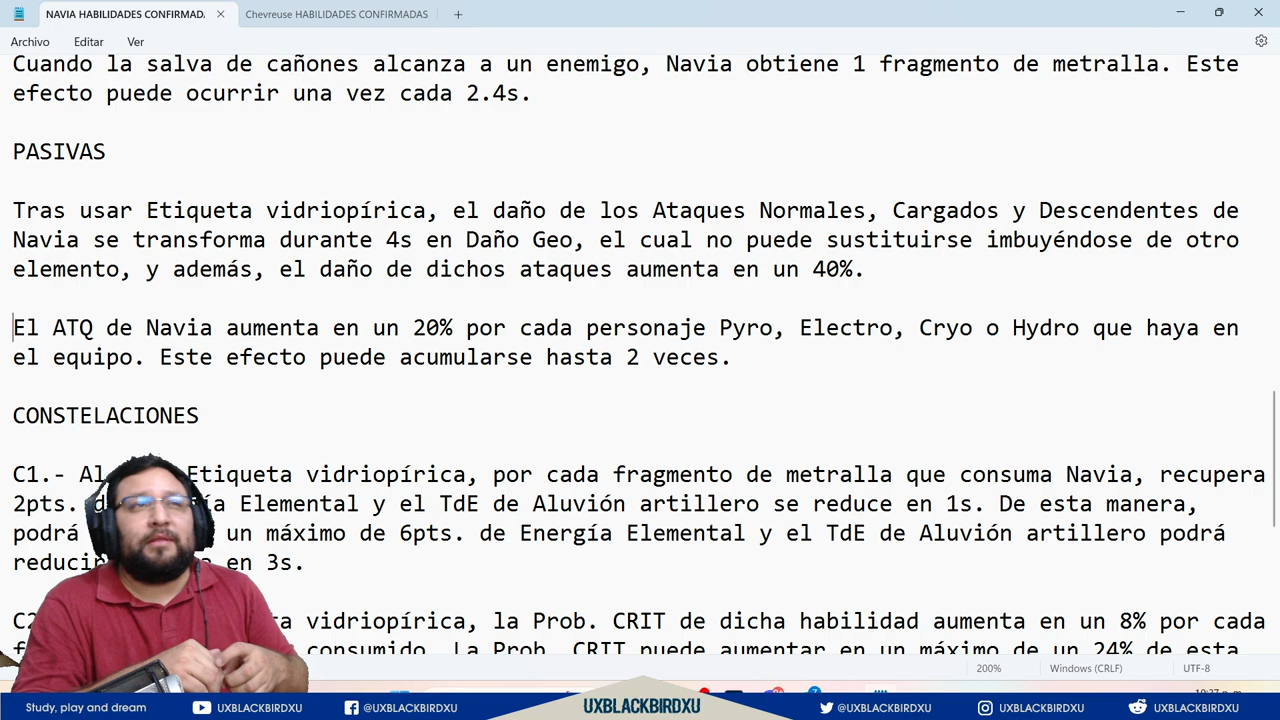 NAVIA HABILIDADES CONFIRMADA
Chevreuse HABILIDADES CONFIRMADAS
Archivo Editar Ver
Cuando la salva de cañones alcanza a un enemigo, Navia obtiene 1 fragmento de metralla. Este
efecto puede ocurrir una vez cada 2.4s.
PASIVAS
Tras usar Etiqueta vidriopírica, el daño de los Ataques Normales, Cargados y Descendentes de
Navia se transforma durante 4s en Daño Geo, el cual no puede sustituirse imbuyéndose de otro
elemento, y además, el daño de dichos ataques aumenta en un 40%.
El ATQ de Navia aumenta en un 20% por cada personaje Pyro, Electro, Cryo o Hydro que haya en
el equipo. Este efecto puede acumularse hasta 2 veces.
CONSTELACIONES
C1.- Al Etiqueta vidriopírica, por cada fragmento de metralla que consuma Navia, recupera
2pts. Elemental y el TdE de Aluvión artillero se reduce en 1s. De esta manera,
podrá un máximo de 6pts. de Energía Elemental y el TdE de Aluvión artillero podrá
en 3s.
vidriopírica, la Prob. CRIT de dicha habilidad aumenta en un 8% por cada
consumido. La Prob. CRIT puede aumentar en un máximo de un 24% de esta
200% Windows (CRLF) UTF-8
Study, play and dream UXBLACKBIRDXU @UXBLACKBIRDXU UXBLACKBIRDXU @UXBLACKBIRDXU @UXBLACKBIRDXU @UXBLACKBIRDXU